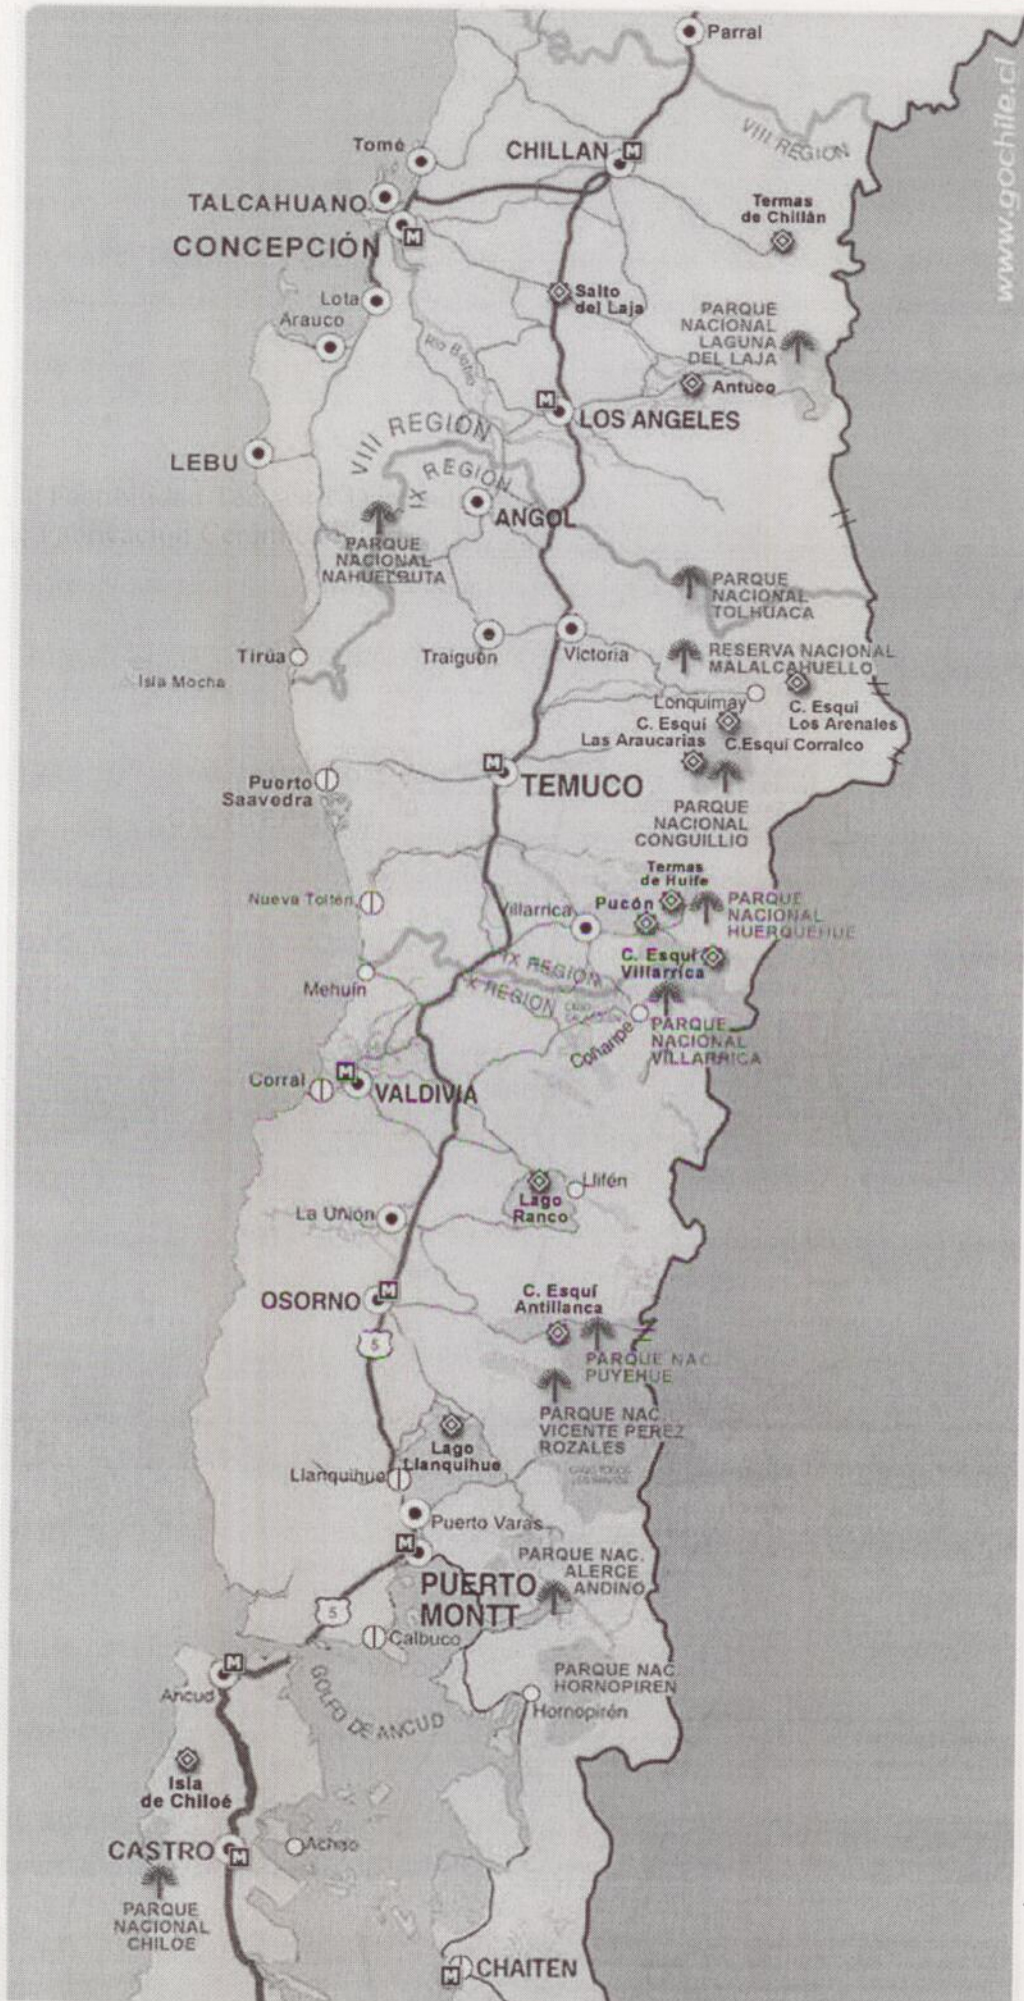 Parral
www.gochile.cl
Tomé
CHILLAN
M
VIII REGION
TALCAHUANO
CONCEPCIÓN
M
Termas
de Chillán
Lota
Arauco
Salto
del Laja
PARQUE
NACIONAL
LAGUNA
DEL LAJA
Río Biobío
Antuco
M
LOS ANGELES
VIII REGION
IX REGION
LEBU
ANGOL
PARQUE
NACIONAL
NAHUELBUTA
PARQUE
NACIONAL
TOLHUACA
Tirúa
Traiguén
Victoria
RESERVA NACIONAL
MALALCAHUELLO
Isla Mocha
Lonquimay
C. Esquí
Los Arenales
C. Esquí
Las Araucarias
C.Esquí Corralco
M
TEMUCO
Puerto
Saavedra
PARQUE
NACIONAL
CONGUILLIO
Termas
de Huife
Nueva Toltén
Villarrica
Pucón
PARQUE
NACIONAL
HUERQUEHUE
C. Esquí
Villarrica
IX REGION
X REGION
Mehuín
Coñaripe
PARQUE
NACIONAL
VILLARRICA
Corral
M
VALDIVIA
Llifén
Lago
Ranco
La Unión
OSORNO
M
C. Esquí
Antillanca
5
PARQUE NAC.
PUYEHUE
PARQUE NAC.
VICENTE PEREZ
ROZALES
Lago
Llanquihue
Llanquihue
Puerto Varas
M
PARQUE NAC.
ALERCE
ANDINO
PUERTO
MONTT
5
Calbuco
M
Ancud
GOLFO DE ANCUD
PARQUE NAC
HORNOPIREN
Hornopirén
Isla
de Chiloé
CASTRO
M
Achao
PARQUE
NACIONAL
CHILOE
M
CHAITEN